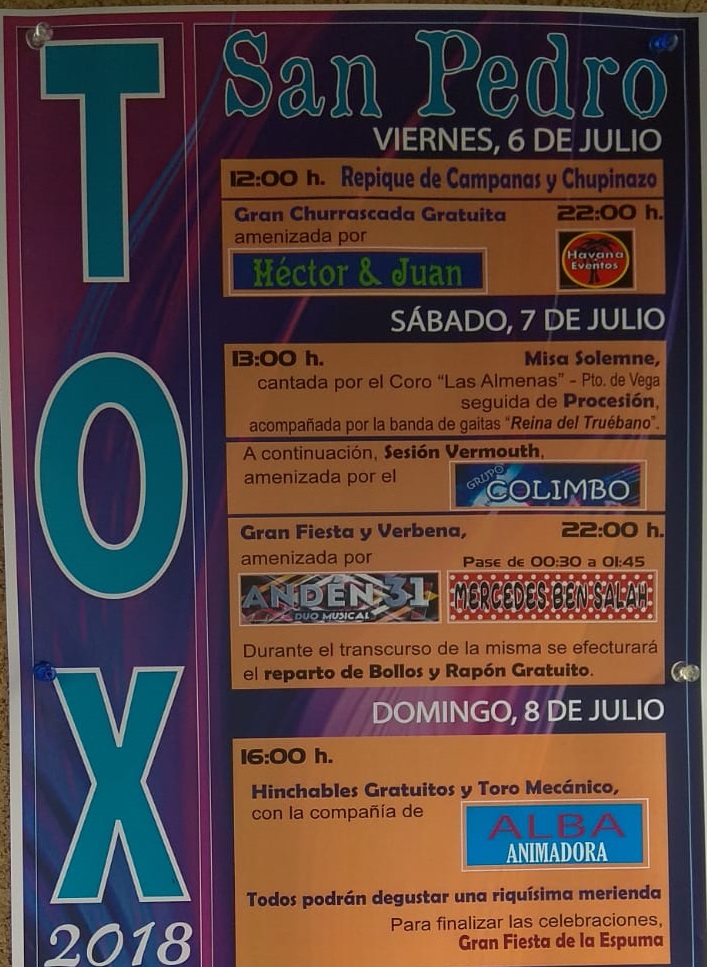 TOX
2018
San Pedro
VIERNES, 6 DE JULIO
12:00 h. Repique de Campanas y Chupinazo
Gran Churrascada Gratuita 22:00 h.
amenizada por
Héctor & Juan
Havana
Eventos
SÁBADO, 7 DE JULIO
13:00 h. Misa Solemne,
cantada por el Coro "Las Almenas" - Pto. de Vega
seguida de Procesión,
acompañada por la banda de gaitas "Reina del Truébano".
A continuación, Sesión Vermouth,
amenizada por el
GRUPO
COLIMBO
Gran Fiesta y Verbena, 22:00 h.
amenizada por
Pase de 00:30 a 01:45
ANDÉN 31
DUO MUSICAL
MERCEDES BEN SALAH
Durante el transcurso de la misma se efecturará
el reparto de Bollos y Rapón Gratuito.
DOMINGO, 8 DE JULIO
16:00 h.
Hinchables Gratuitos y Toro Mecánico,
con la compañía de
ALBA
ANIMADORA
Todos podrán degustar una riquísima merienda
Para finalizar las celebraciones,
Gran Fiesta de la Espuma